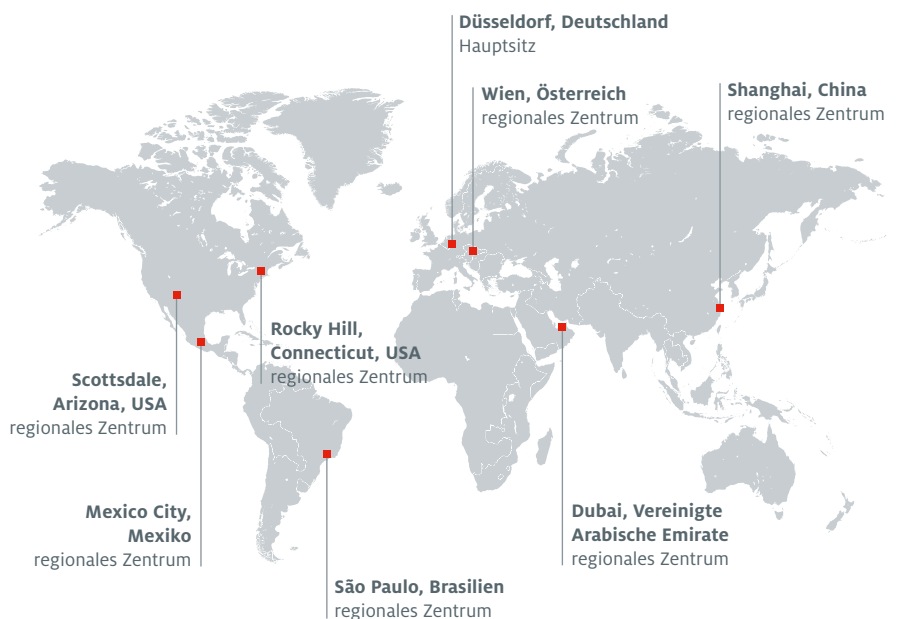 Düsseldorf, Deutschland
Hauptsitz
Wien, Österreich
regionales Zentrum
Shanghai, China
regionales Zentrum
Rocky Hill,
Connecticut, USA
regionales Zentrum
Scottsdale,
Arizona, USA
regionales Zentrum
Mexico City,
Mexiko
regionales Zentrum
Dubai, Vereinigte
Arabische Emirate
regionales Zentrum
São Paulo, Brasilien
regionales Zentrum